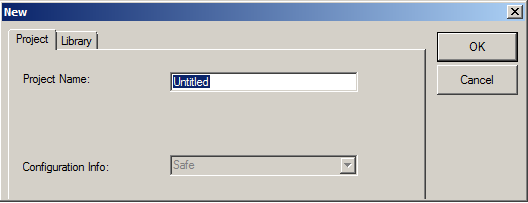 New
Project Library
OK
Project Name: Untitled
Cancel
Configuration Info: Safe